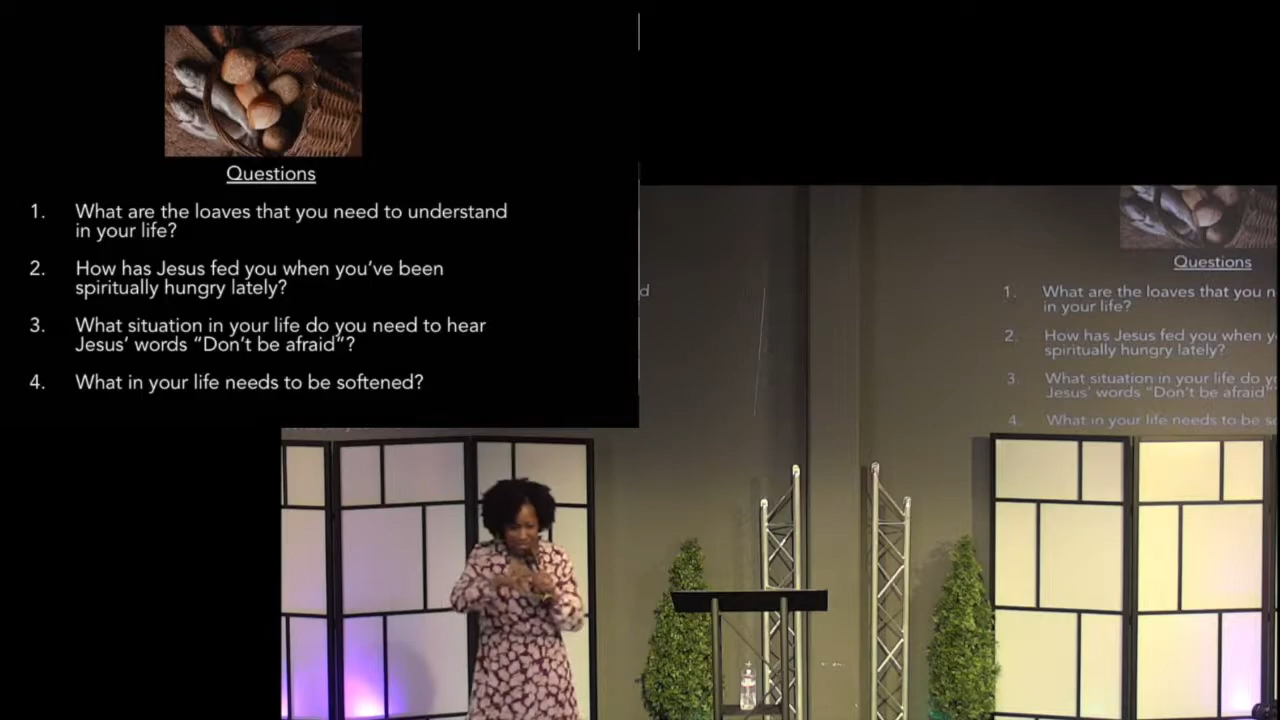 Questions
1. What are the loaves that you need to understand
in your life?
2. How has Jesus fed you when you've been
spiritually hungry lately?
3. What situation in your life do you need to hear
Jesus' words “Don't be afraid”?
4. What in your life needs to be softened?
d
Questions
1. What are the loaves that you n
in your life?
2. How has Jesus fed you when y
spiritually hungry lately?
3. What situation in your life do y
Jesus' words “Don't be afraid”
4. What in your life needs to be s